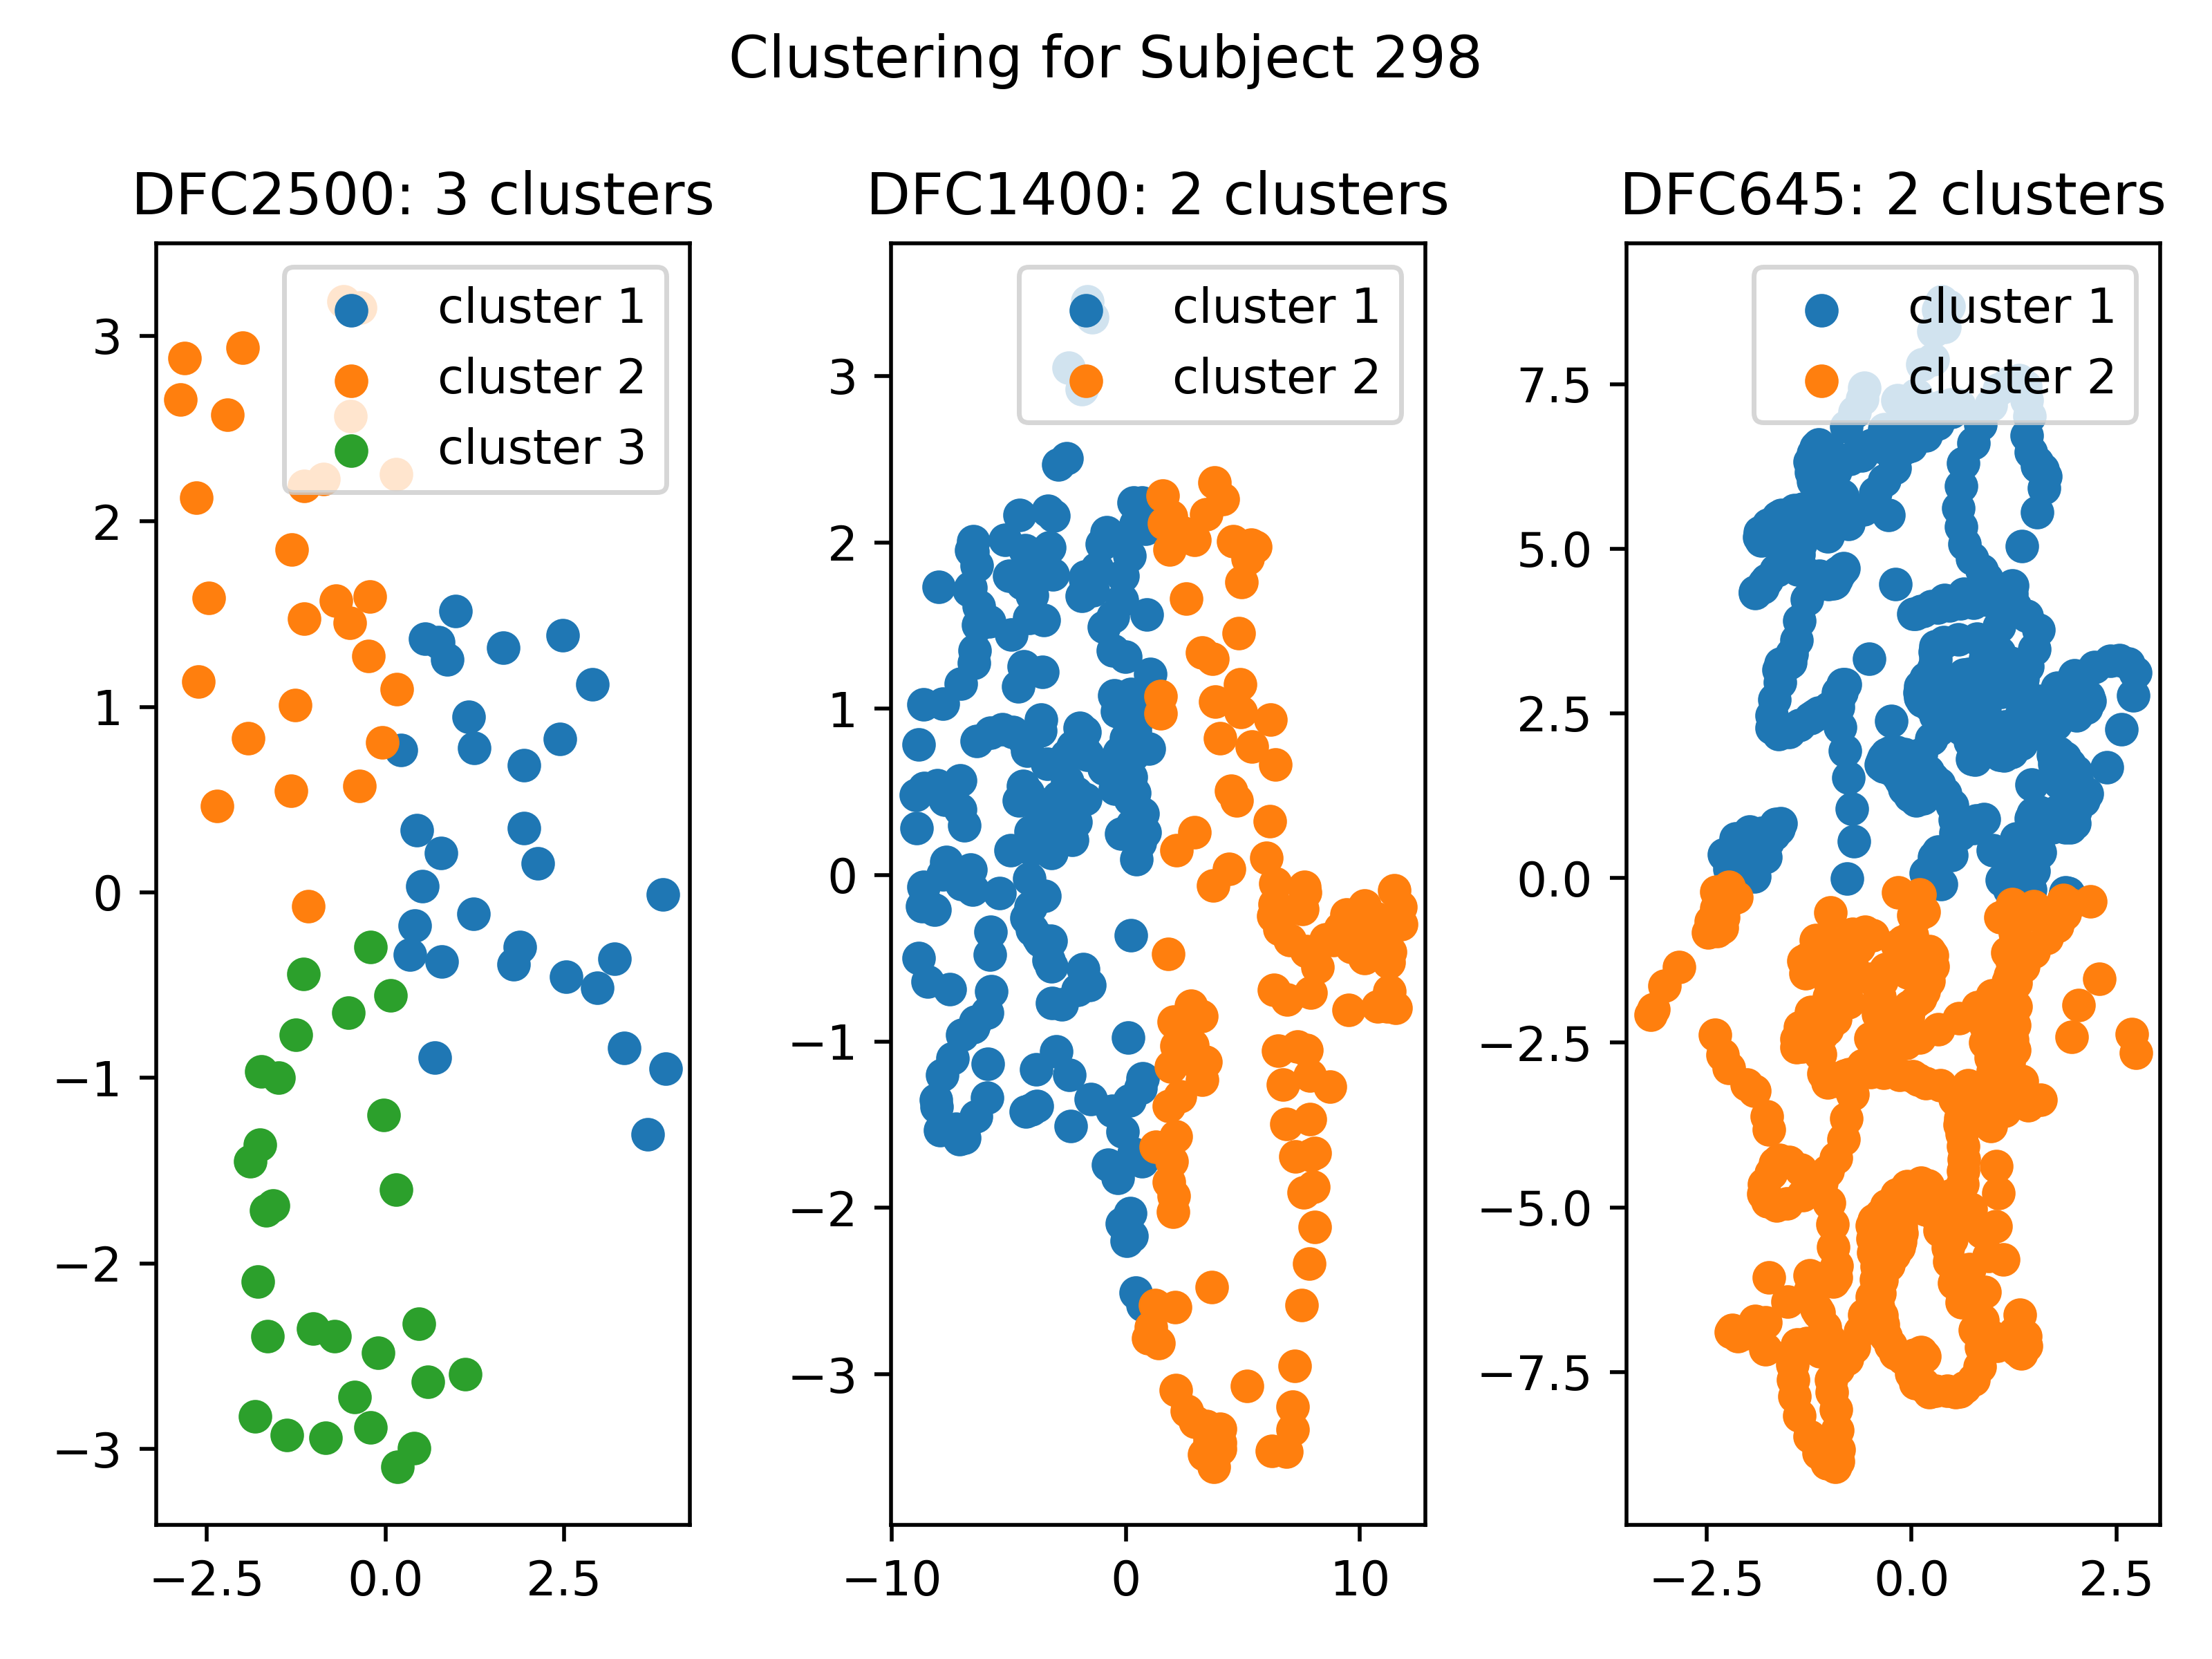 Clustering for Subject 298
DFC2500: 3 clusters
cluster 1
cluster 2
cluster 3
3
2
1
0
−1
−2
−3
−2.5 0.0 2.5
DFC1400: 2 clusters
cluster 1
cluster 2
3
2
1
0
−1
−2
−3
−10 0 10
DFC645: 2 clusters
cluster 1
cluster 2
7.5
5.0
2.5
0.0
−2.5
−5.0
−7.5
−2.5 0.0 2.5